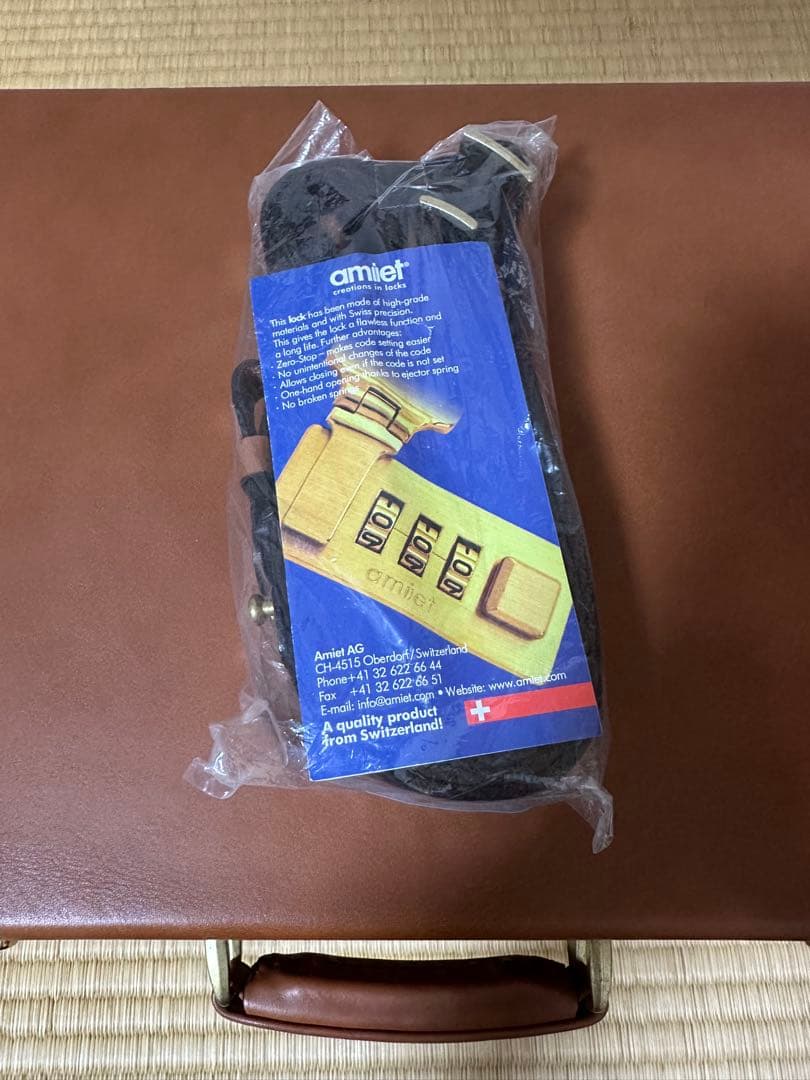 amiet®
creations in locks
This lock has been made of high-grade
materials and with Swiss precision.
This gives the lock a flawless function and
a long life. Further advantages:
· Zero-Stop – makes code setting easier
· No unintentional changes of the code
· Allows closing even if the code is not set
· One-hand opening thanks to ejector spring
· No broken springs
0 0 0
amiet
Amiet AG
CH-4515 Oberdorf/Switzerland
Phone+41 32 622 66 44
Fax +41 32 622 66 51
E-mail: info@amiet.com • Website: www.amiet.com
A quality product
from Switzerland!